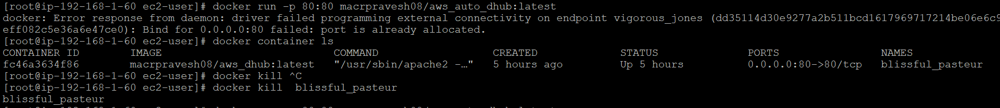 [root@ip-192-168-1-60 ec2-user]# docker run -p 80:80 macrpravesh08/aws_auto_dhub:latest
docker: Error response from daemon: driver failed programming external connectivity on endpoint vigorous_jones (dd35114d30e9277a2b511bcd1617969717214be06e6c9
eff082c5e36a6e47ce0): Bind for 0.0.0.0:80 failed: port is already allocated.
[root@ip-192-168-1-60 ec2-user]# docker container ls
CONTAINER ID        IMAGE                           COMMAND                  CREATED             STATUS              PORTS                NAMES
fc46a3634f86        macrpravesh08/aws_dhub:latest   "/usr/sbin/apache2 -…"   5 hours ago         Up 5 hours          0.0.0.0:80->80/tcp   blissful_pasteur
[root@ip-192-168-1-60 ec2-user]# docker kill ^C
[root@ip-192-168-1-60 ec2-user]# docker kill  blissful_pasteur
blissful_pasteur